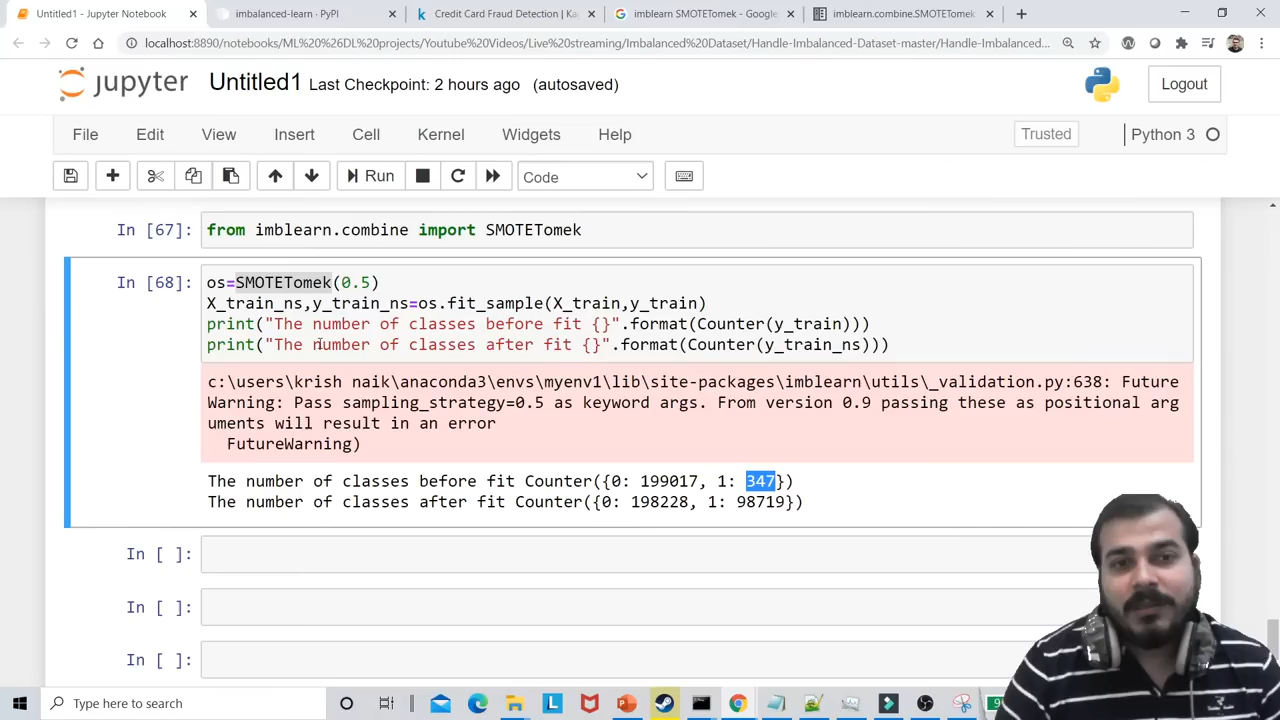 Untitled1 - Jupyter Notebook
imbalanced-learn · PyPI
Credit Card Fraud Detection | Ka
imblearn SMOTETomek - Google
imblearn.combine.SMOTETomek
localhost:8890/notebooks/ML%20%26%20DL%20projects/Youtube%20Videos/Live%20streaming/Imbalanced%20Dataset/Handle-Imbalanced-Dataset-master/Handle-Imbalanced...
jupyter Untitled1 Last Checkpoint: 2 hours ago (autosaved)
Logout
File Edit View Insert Cell Kernel Widgets Help
Trusted
Python 3
Run
Code
In [67]: from imblearn.combine import SMOTETomek
In [68]: os=SMOTETomek(0.5)
X_train_ns,y_train_ns=os.fit_sample(X_train,y_train)
print("The number of classes before fit {}".format(Counter(y_train)))
print("The number of classes after fit {}".format(Counter(y_train_ns)))
c:\users\krish naik\anaconda3\envs\myenv1\lib\site-packages\imblearn\utils\_validation.py:638: Future
Warning: Pass sampling_strategy=0.5 as keyword args. From version 0.9 passing these as positional arg
uments will result in an error
FutureWarning)
The number of classes before fit Counter({0: 199017, 1: 347})
The number of classes after fit Counter({0: 198228, 1: 98719})
In [ ]:
In [ ]:
In [ ]:
Type here to search